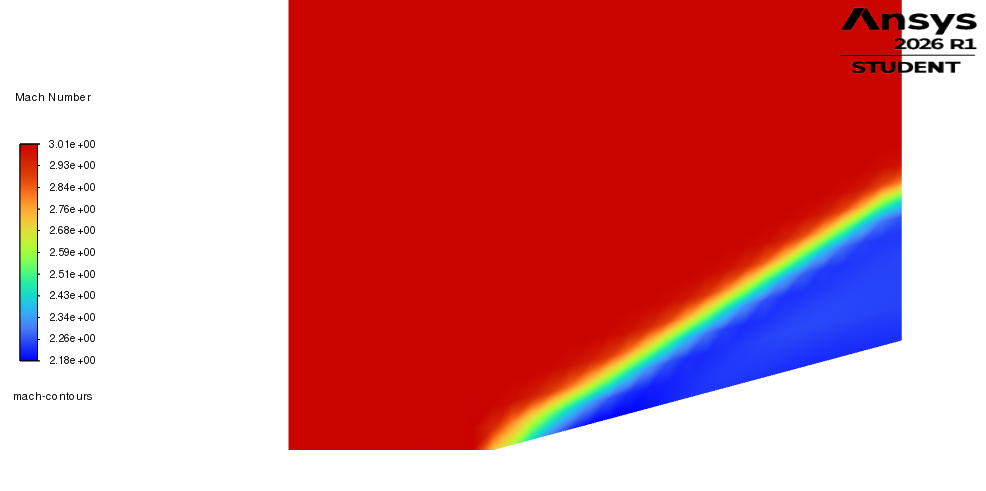 Ansys
2026 R1
STUDENT
Mach Number
3.01e+00
2.93e+00
2.84e+00
2.76e+00
2.68e+00
2.59e+00
2.51e+00
2.43e+00
2.34e+00
2.26e+00
2.18e+00
mach-contours